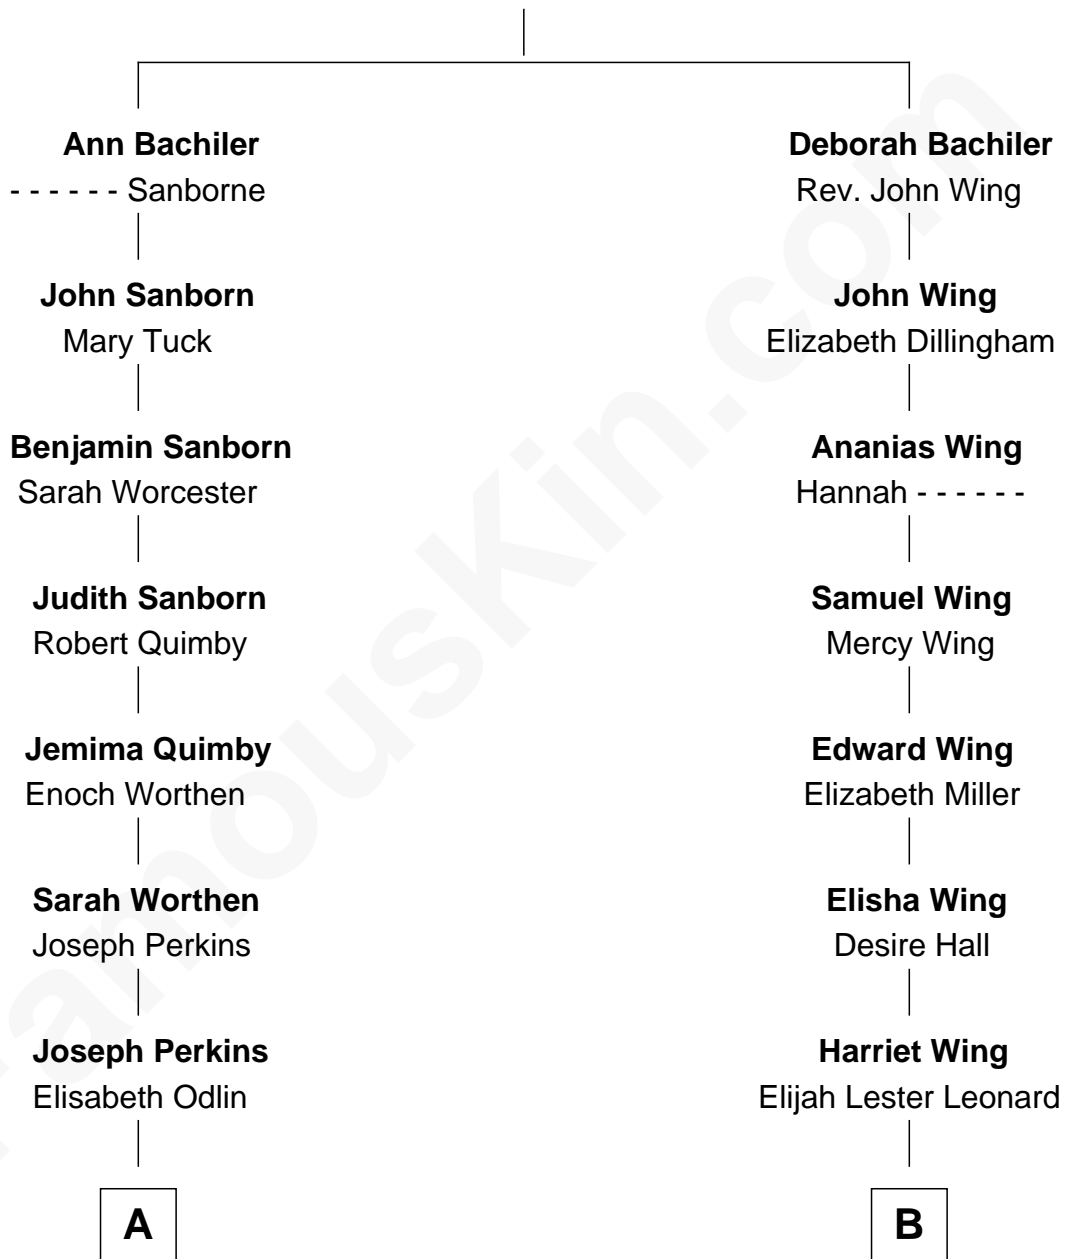 Ann Bachiler
- - - - - - Sanborne
John Sanborn
Mary Tuck
Benjamin Sanborn
Sarah Worcester
Judith Sanborn
Robert Quimby
Jemima Quimby
Enoch Worthen
Sarah Worthen
Joseph Perkins
Joseph Perkins
Elisabeth Odlin
A
Deborah Bachiler
Rev. John Wing
John Wing
Elizabeth Dillingham
Ananias Wing
Hannah - - - - - -
Samuel Wing
Mercy Wing
Edward Wing
Elizabeth Miller
Elisha Wing
Desire Hall
Harriet Wing
Elijah Lester Leonard
B
FamousKin.com